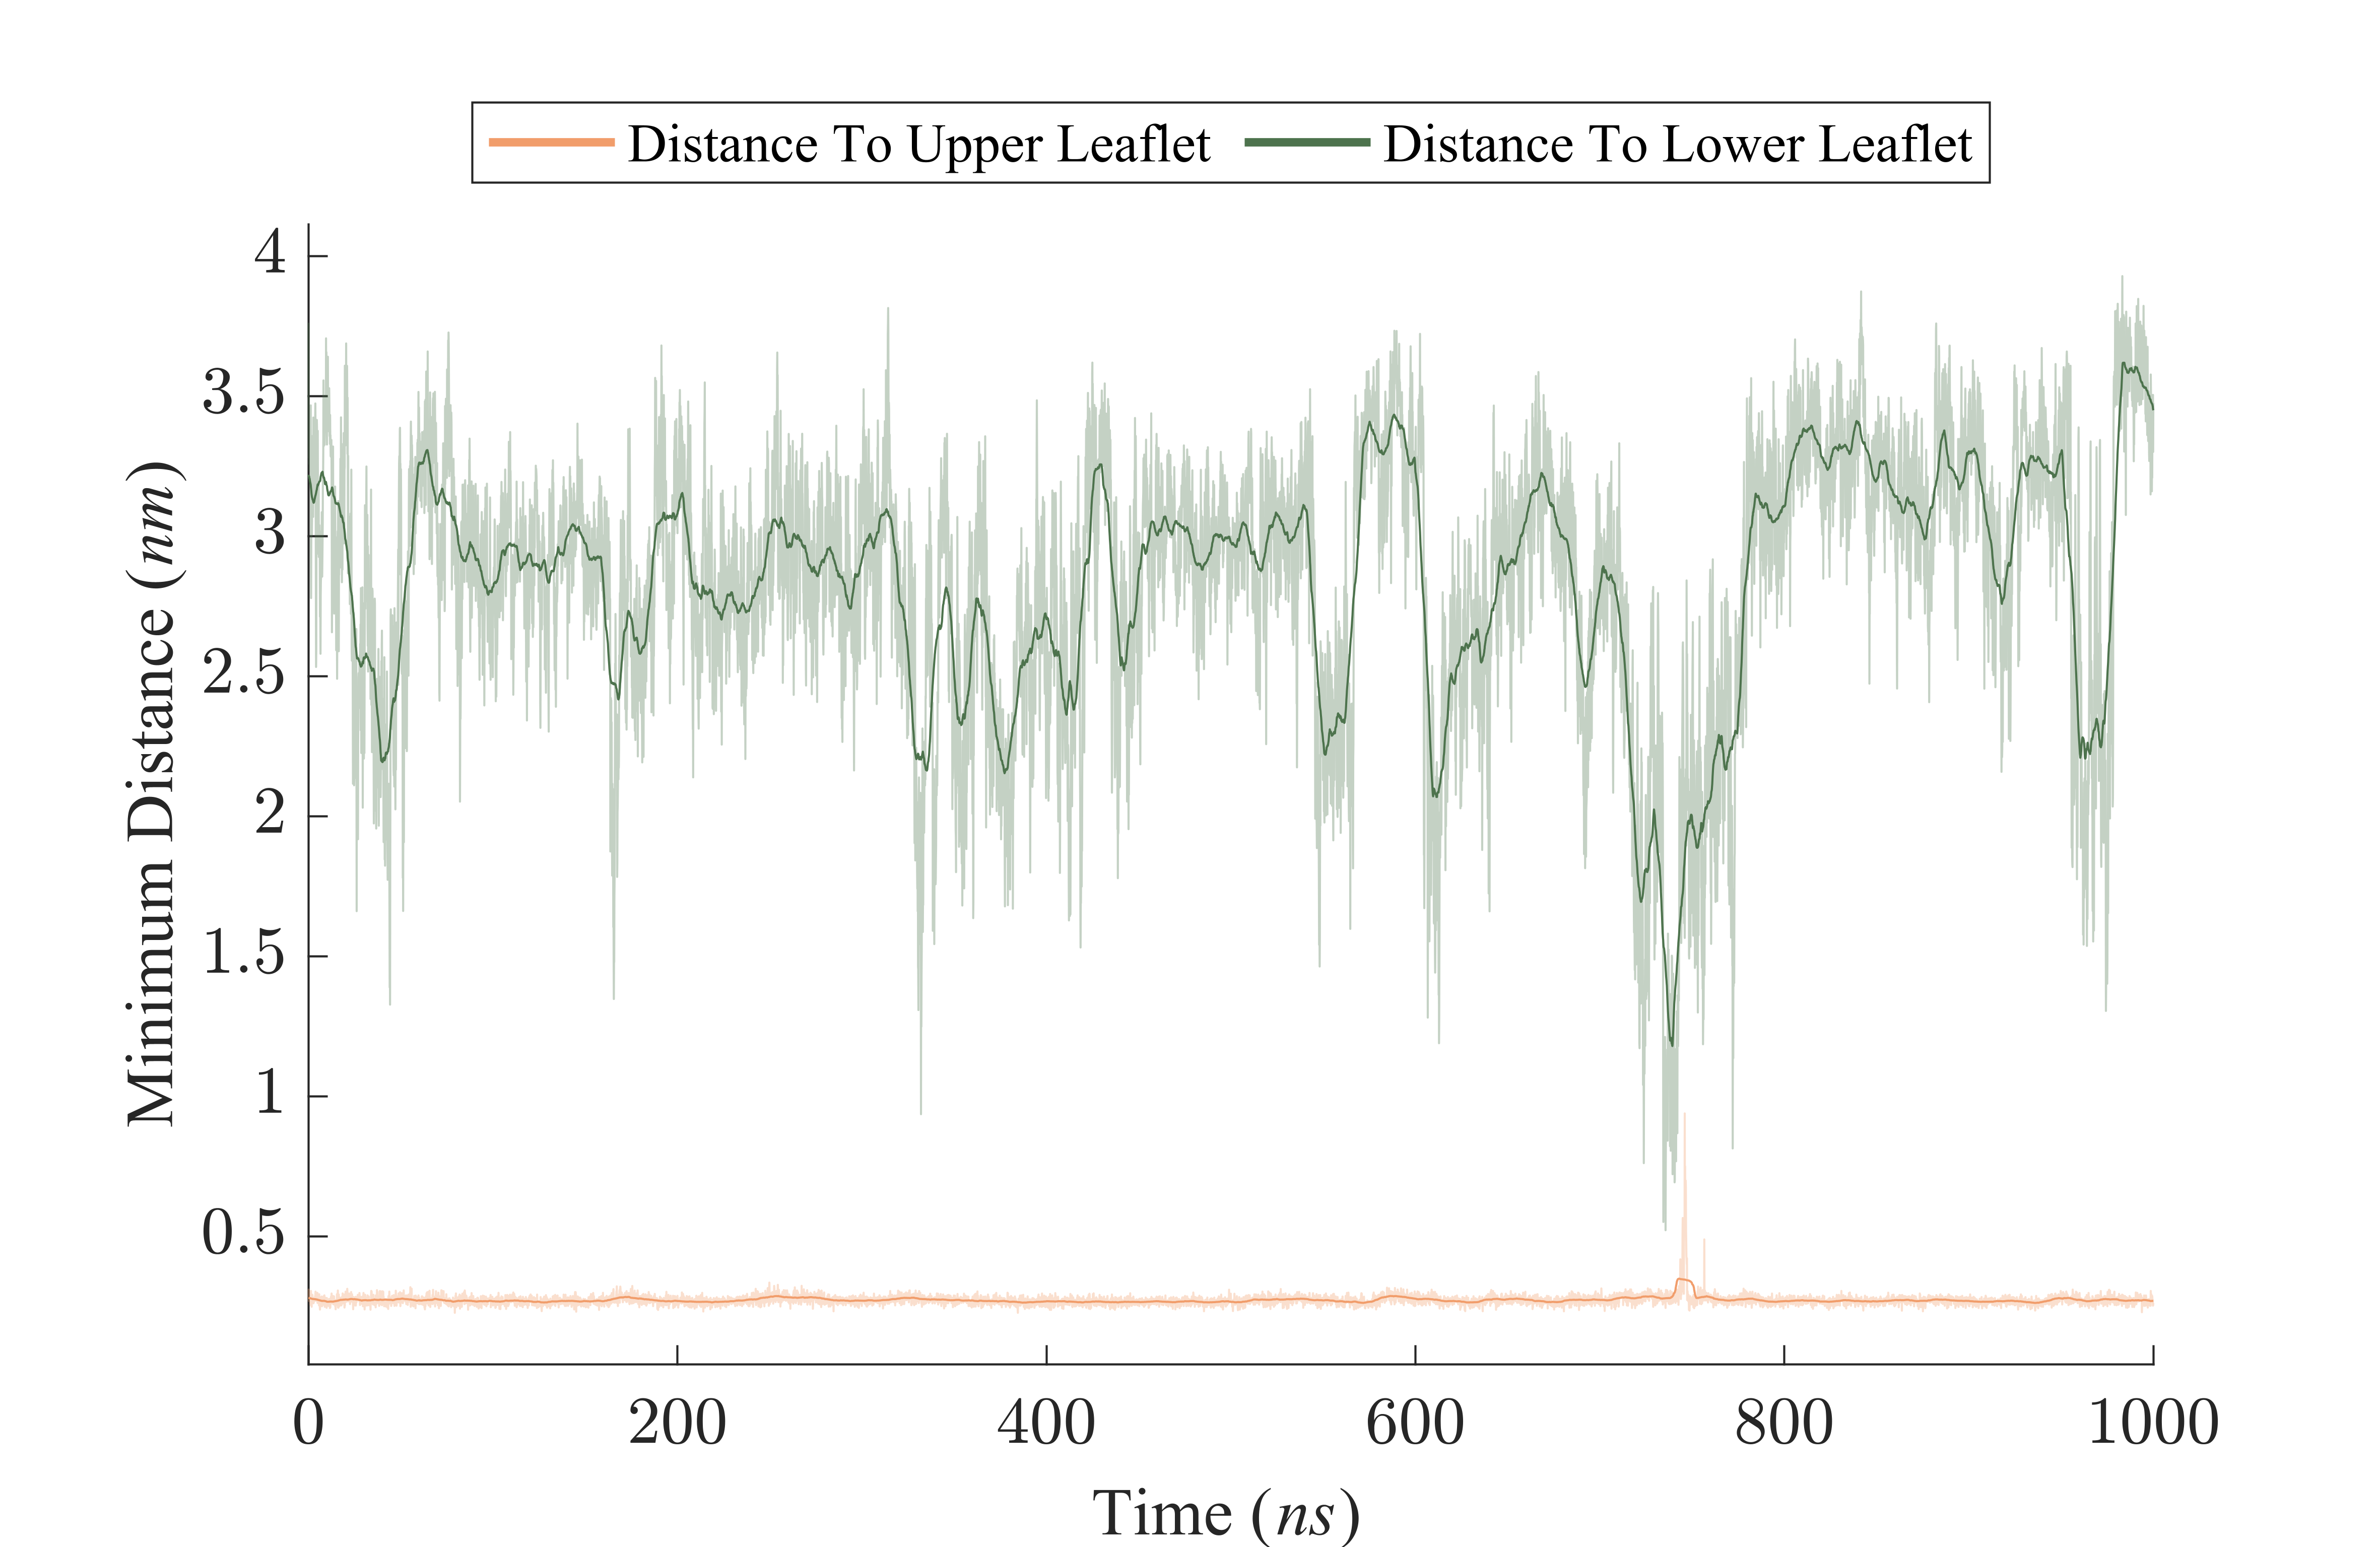 Distance To Upper Leaflet Distance To Lower Leaflet
4
3.5
3
2.5
2
1.5
1
0.5
Minimum Distance (nm)
0 200 400 600 800 1000
Time (ns)